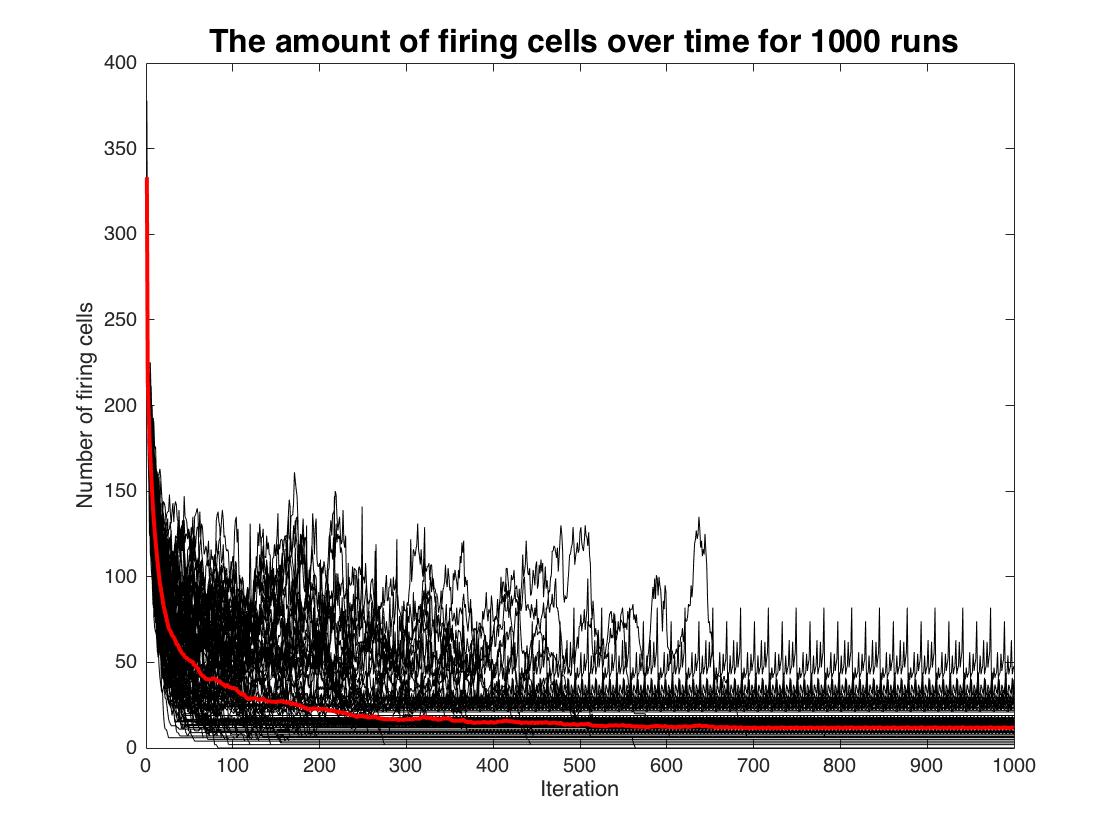 The amount of firing cells over time for 1000 runs
400
350
300
250
200
150
100
50
0
Number of firing cells
0 100 200 300 400 500 600 700 800 900 1000
Iteration